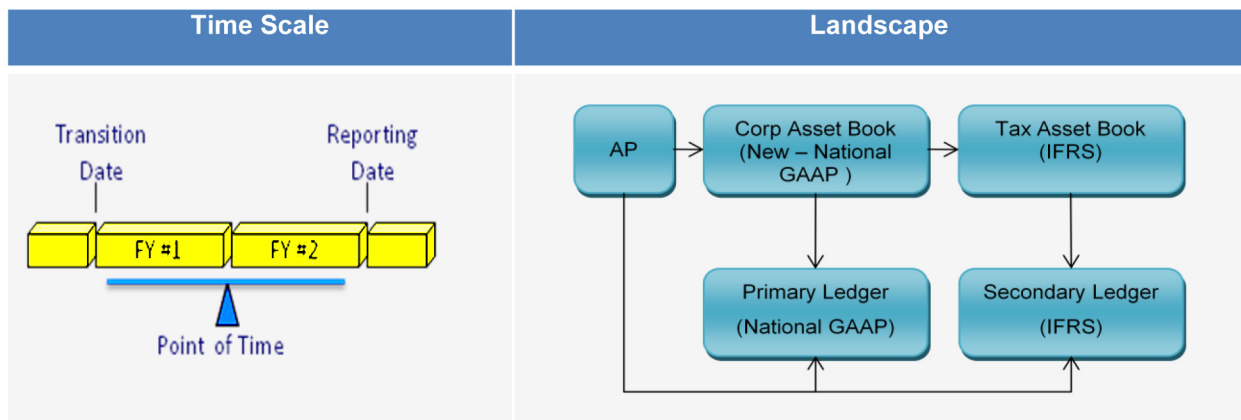 Time Scale
Landscape
Transition
Date
Reporting
Date
FY #1
FY #2
Point of Time
AP
Corp Asset Book
(New – National
GAAP )
Tax Asset Book
(IFRS)
Primary Ledger
(National GAAP)
Secondary Ledger
(IFRS)